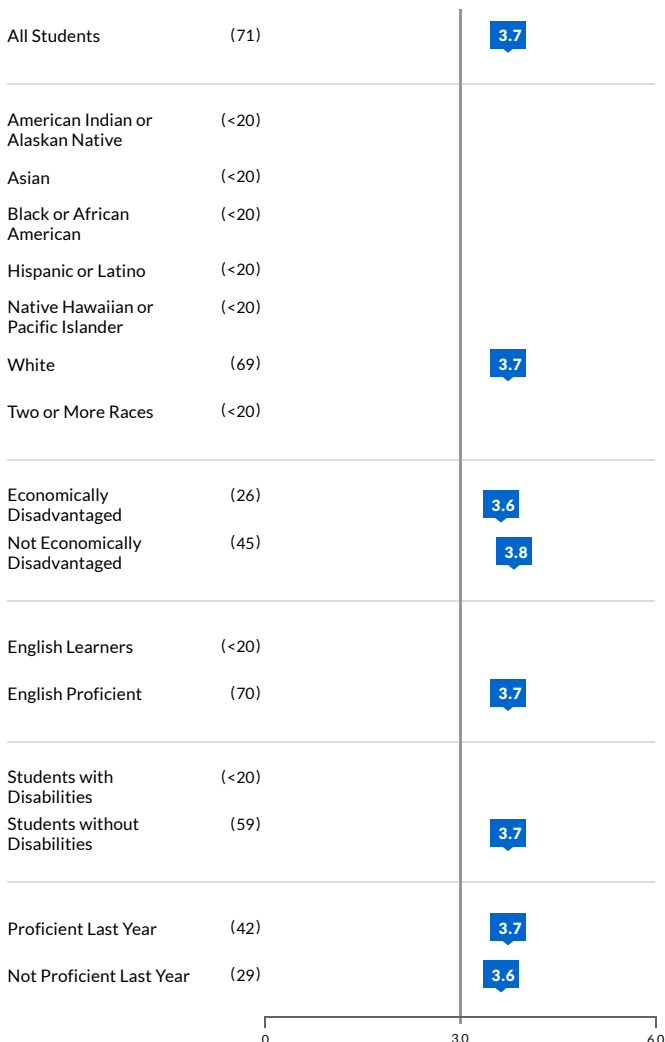 All Students (71) 3.7
American Indian or (<20)
Alaskan Native
Asian (<20)
Black or African (<20)
American
Hispanic or Latino (<20)
Native Hawaiian or (<20)
Pacific Islander
White (69) 3.7
Two or More Races (<20)
Economically (26) 3.6
Disadvantaged
Not Economically (45) 3.8
Disadvantaged
English Learners (<20)
English Proficient (70) 3.7
Students with (<20)
Disabilities
Students without (59) 3.7
Disabilities
Proficient Last Year (42) 3.7
Not Proficient Last Year (29) 3.6
0 3.0 6.0